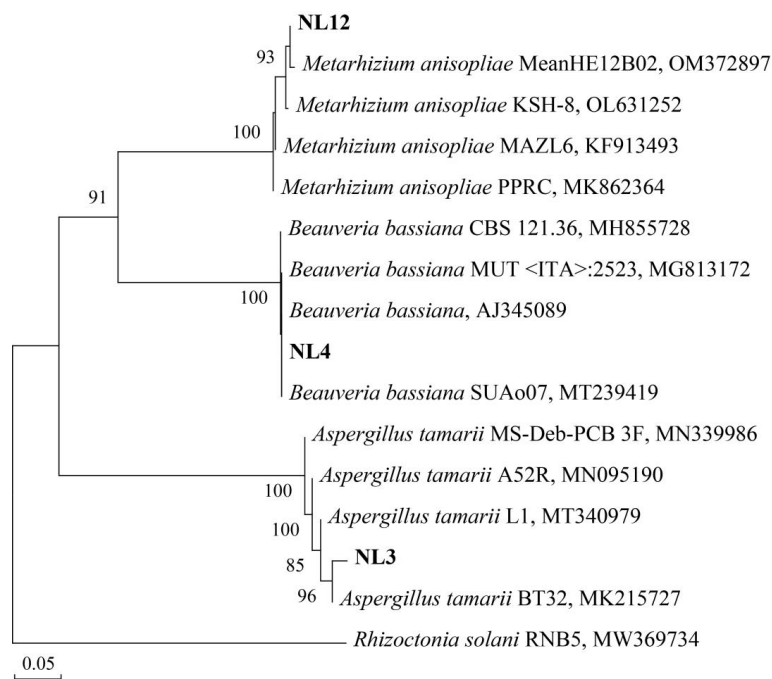 NL12
93
Metarhizium anisopliae MeanHE12B02, OM372897
Metarhizium anisopliae KSH-8, OL631252
100
Metarhizium anisopliae MAZL6, KF913493
Metarhizium anisopliae PPRC, MK862364
91
Beauveria bassiana CBS 121.36, MH855728
Beauveria bassiana MUT <ITA>:2523, MG813172
100
Beauveria bassiana, AJ345089
NL4
Beauveria bassiana SUAo07, MT239419
Aspergillus tamarii MS-Deb-PCB 3F, MN339986
Aspergillus tamarii A52R, MN095190
100
Aspergillus tamarii L1, MT340979
100
NL3
85
96
Aspergillus tamarii BT32, MK215727
Rhizoctonia solani RNB5, MW369734
0.05